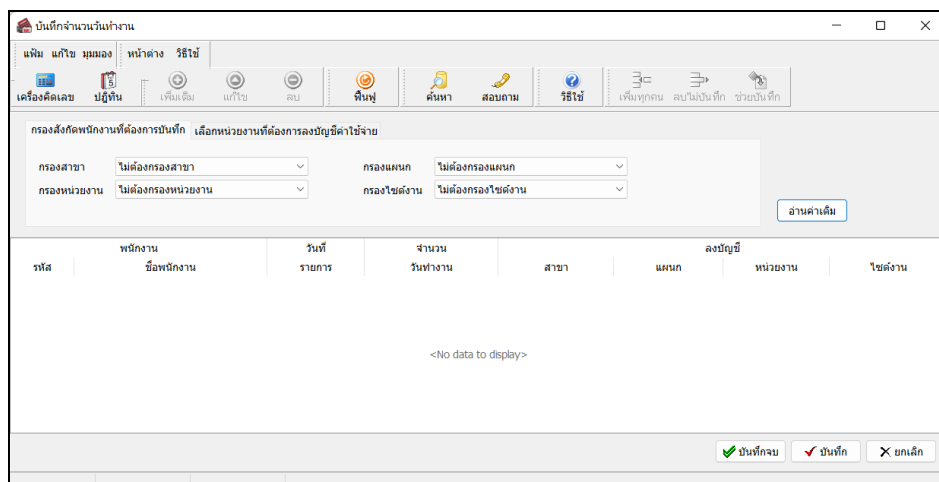 บันทึกจำนวนวันทำงาน
แฟ้ม แก้ไข มุมมอง หน้าต่าง วิธีใช้
เครื่องคิดเลข ปฏิทิน เพิ่มเติม แก้ไข ลบ ฟื้นฟู ค้นหา สอบถาม วิธีใช้ เพิ่มทุกคน ลบไม่บันทึก ช่วยบันทึก
กรองสังกัดพนักงานที่ต้องการบันทึก เลือกหน่วยงานที่ต้องการลงบัญชีค่าใช้จ่าย
กรองสาขา ไม่ต้องกรองสาขา กรองแผนก ไม่ต้องกรองแผนก
กรองหน่วยงาน ไม่ต้องกรองหน่วยงาน กรองไซต์งาน ไม่ต้องกรองไซต์งาน
อ่านค่าเดิม
พนักงาน วันที่ จำนวน ลงบัญชี
รหัส ชื่อพนักงาน รายการ วันทำงาน สาขา แผนก หน่วยงาน ไซต์งาน
<No data to display>
บันทึกจบ บันทึก ยกเลิก